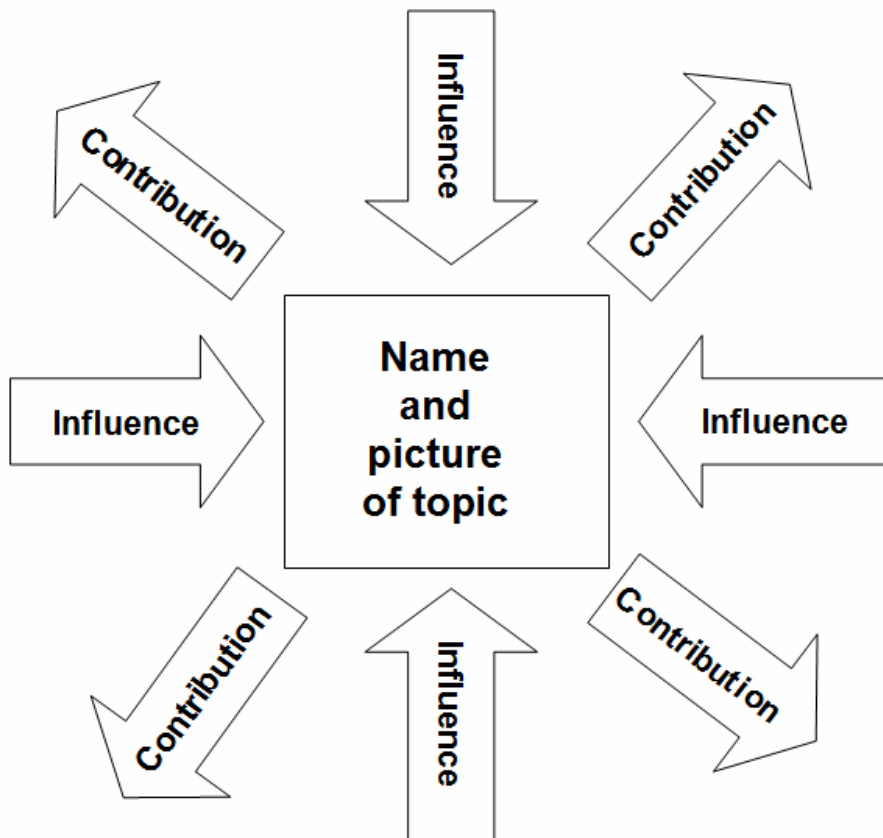 Influence
Contribution
Contribution
Name
and
picture
of topic
Influence
Influence
Contribution
Contribution
Influence